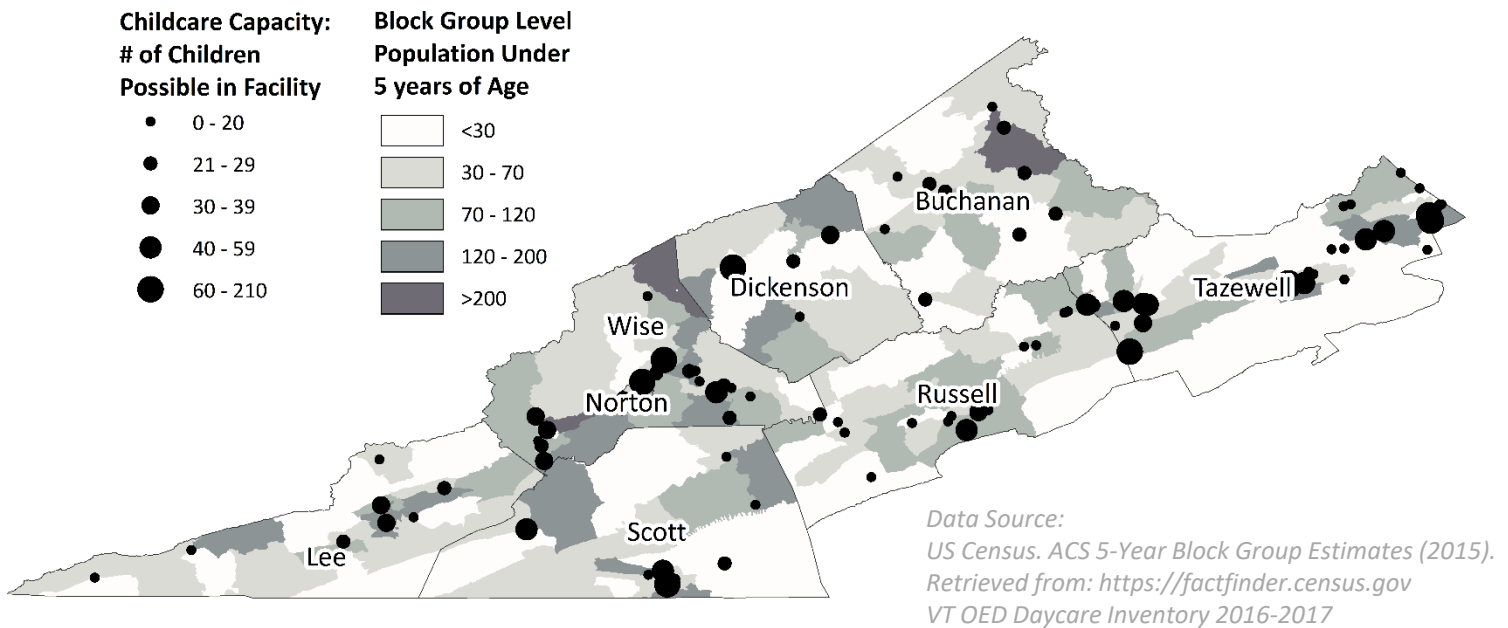 Childcare Capacity:
# of Children
Possible in Facility
0 - 20
21 - 29
30 - 39
40 - 59
60 - 210
Block Group Level
Population Under
5 years of Age
<30
30 - 70
70 - 120
120 - 200
>200
Buchanan
Dickenson
Tazewell
Wise
Norton
Russell
Scott
Lee
Data Source:
US Census. ACS 5-Year Block Group Estimates (2015).
Retrieved from: https://factfinder.census.gov
VT OED Daycare Inventory 2016-2017